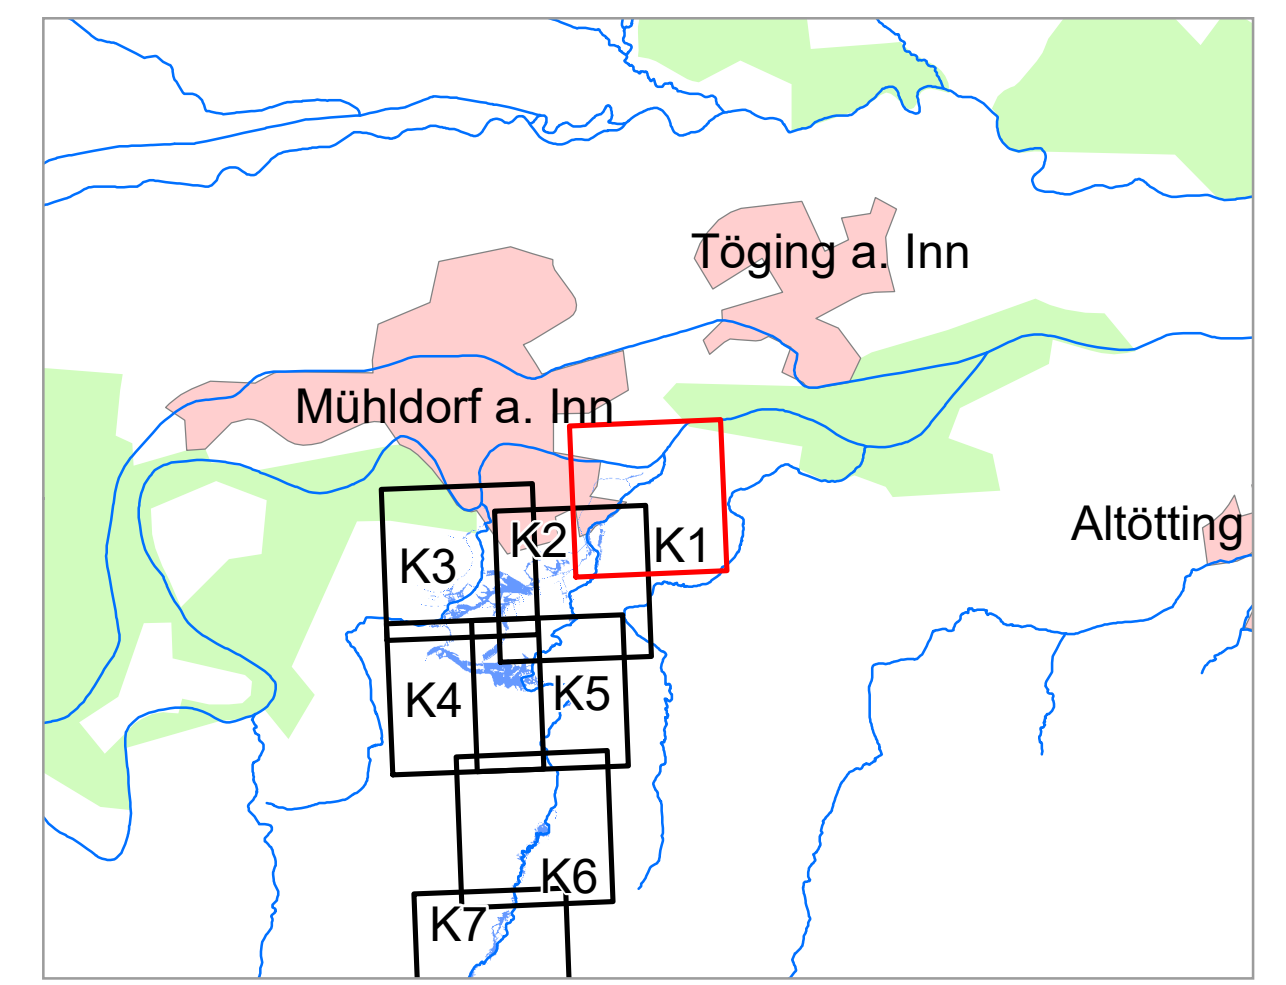 Töging a. Inn
Mühldorf a. Inn
Altötting
K1
K2
K3
K4
K5
K6
K7